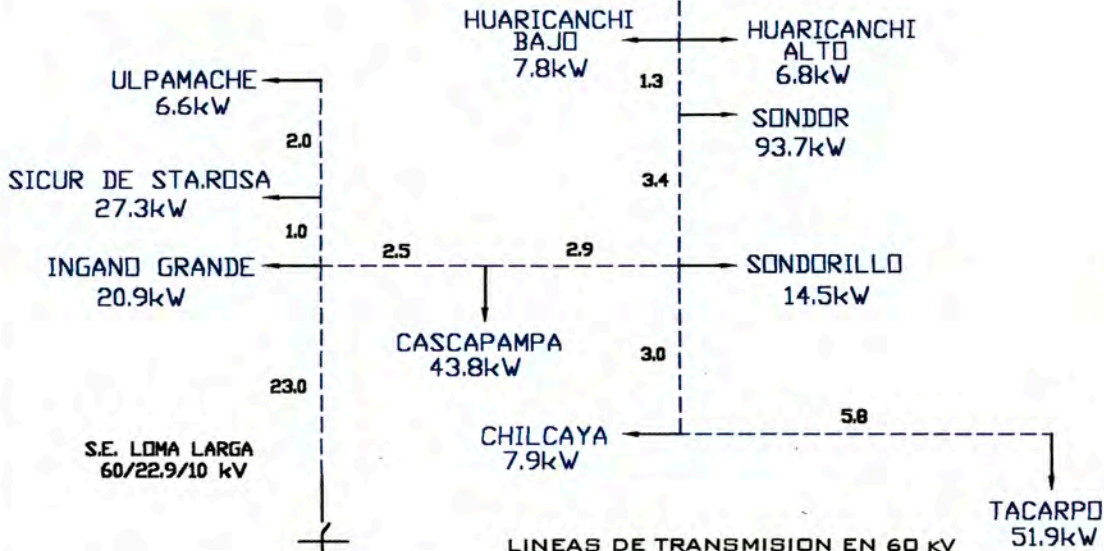 HUARICANCHI
BAJO
7.8kW
HUARICANCHI
ALTO
6.8kW
ULPAMACHE
6.6kW
1.3
SONDOR
93.7kW
2.0
SICUR DE STA.ROSA
27.3kW
3.4
1.0
INGANO GRANDE
20.9kW
2.5
2.9
SONDORILLO
14.5kW
CASCAPAMPA
43.8kW
3.0
23.0
5.8
CHILCAYA
7.9kW
S.E. LOMA LARGA
60/22.9/10 kV
TACARPO
51.9kW
LINEAS DE TRANSMISION EN 60 kV